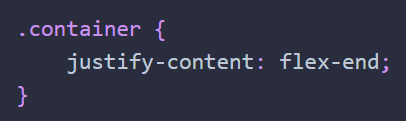 .container {
    justify-content: flex-end;
}